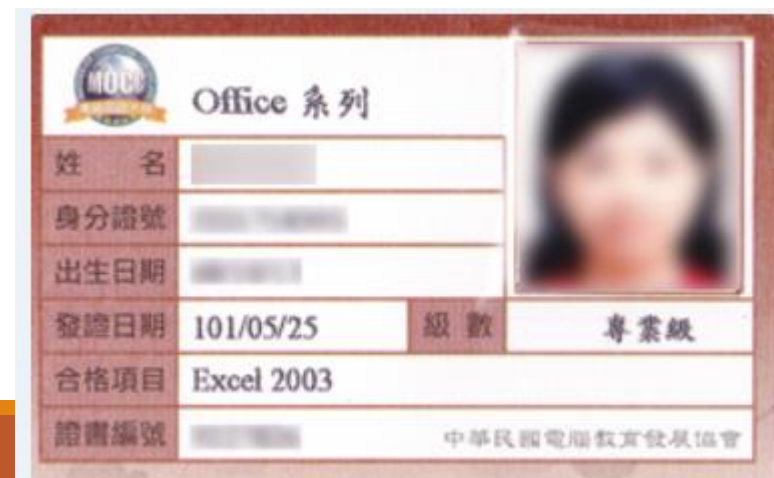 MOCC
Office 系列
姓 名
身分證號
出生日期
發證日期 101/05/25 級數 專業級
合格項目 Excel 2003
證書編號 中華民國電腦教育發展協會